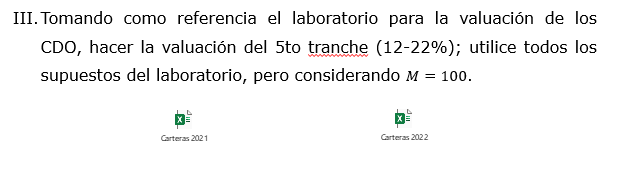 III. Tomando como referencia el laboratorio para la valuación de los
CDO, hacer la valuación del 5to tranche (12-22%); utilice todos los
supuestos del laboratorio, pero considerando M = 100.
Carteras 2021
Carteras 2022